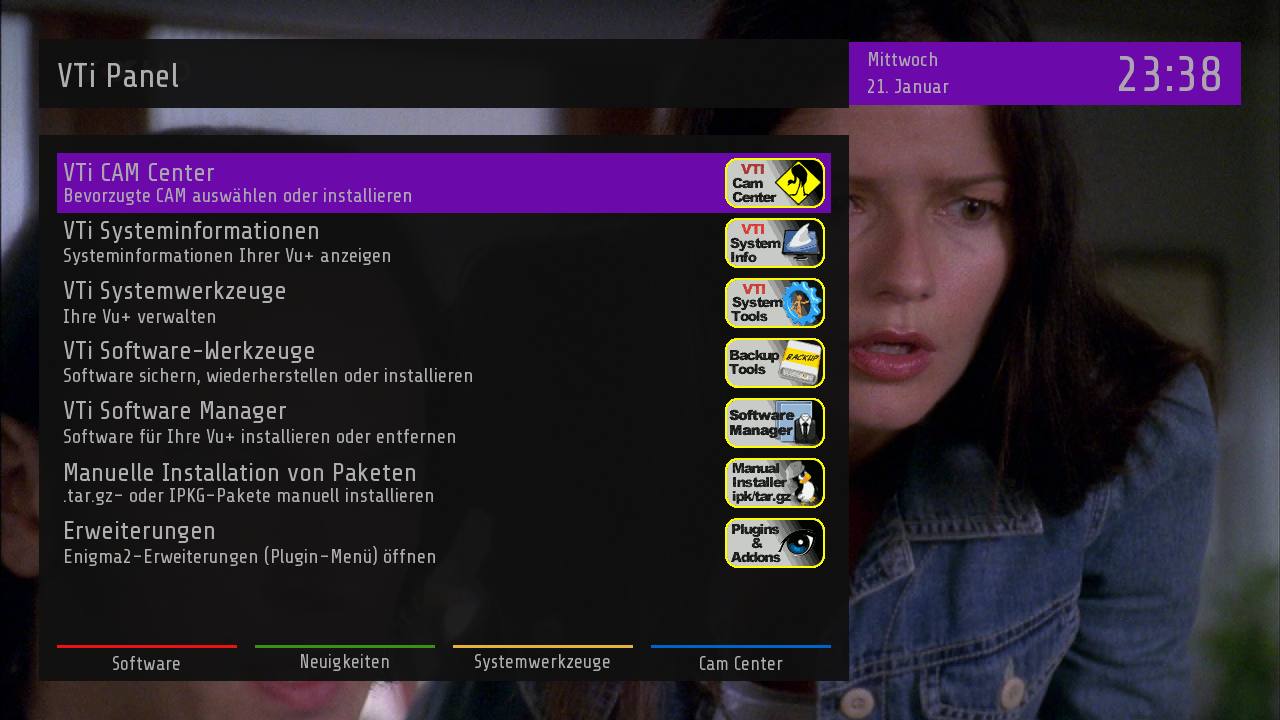 VTi Panel
Mittwoch
21. Januar
23:38
VTi CAM Center
Bevorzugte CAM auswählen oder installieren
VTI
Cam
Center
VTi Systeminformationen
Systeminformationen Ihrer Vu+ anzeigen
VTI
System
Info
VTi Systemwerkzeuge
Ihre Vu+ verwalten
VTI
System
Tools
VTi Software-Werkzeuge
Software sichern, wiederherstellen oder installieren
Backup
Tools
BACKUP
VTi Software Manager
Software für Ihre Vu+ installieren oder entfernen
Software
Manager
Manuelle Installation von Paketen
.tar.gz- oder IPKG-Pakete manuell installieren
Manual
Installer
ipk/tar.gz
Erweiterungen
Enigma2-Erweiterungen (Plugin-Menü) öffnen
Plugins
&
Addons
Software
Neuigkeiten
Systemwerkzeuge
Cam Center